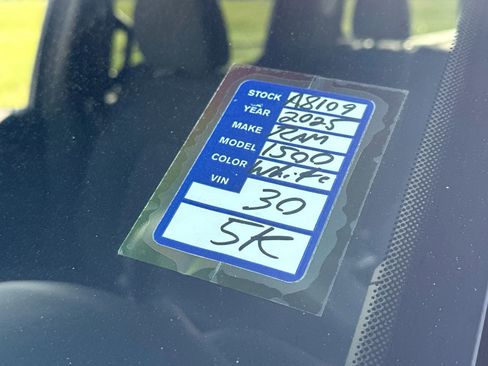 STOCK A8109
YEAR 2025
MAKE RAM
MODEL 1500
COLOR White
VIN 30
5K